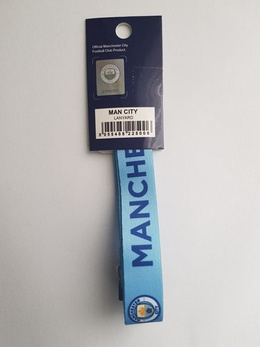 Official Manchester City
Football Club Product
MAN CITY
LANYARD
MANCHE